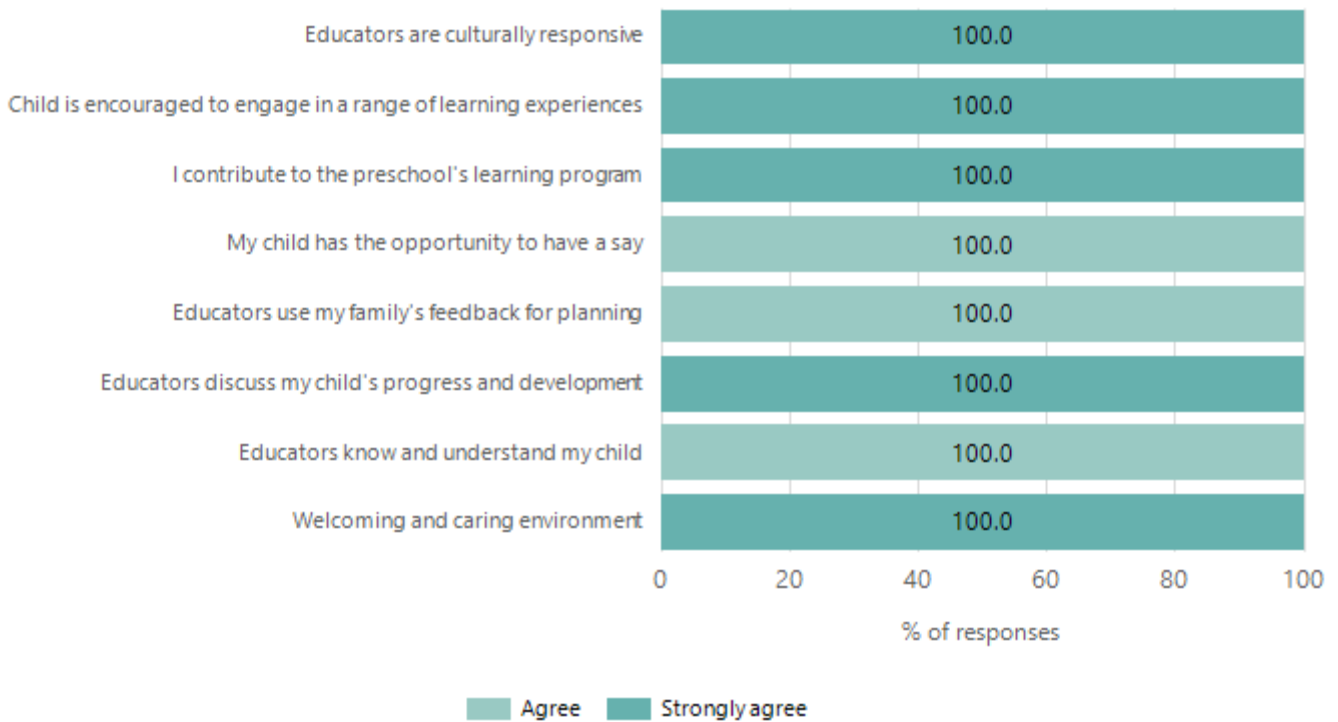 Educators are culturally responsive 100.0
Child is encouraged to engage in a range of learning experiences 100.0
I contribute to the preschool's learning program 100.0
My child has the opportunity to have a say 100.0
Educators use my family's feedback for planning 100.0
Educators discuss my child's progress and development 100.0
Educators know and understand my child 100.0
Welcoming and caring environment 100.0
0 20 40 60 80 100
% of responses
Agree Strongly agree